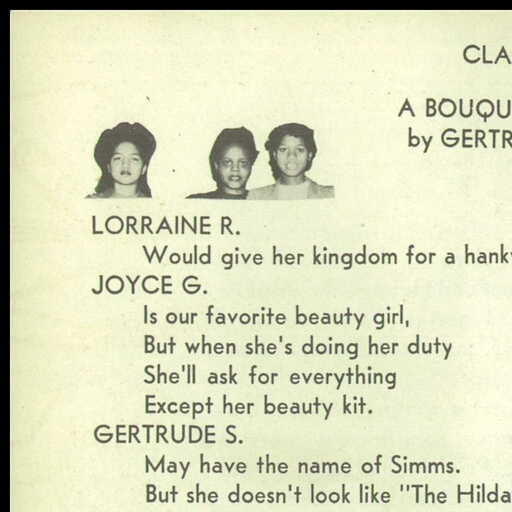 CLA
A BOUQU
by GERTR
LORRAINE R.
Would give her kingdom for a hank
JOYCE G.
Is our favorite beauty girl,
But when she's doing her duty
She'll ask for everything
Except her beauty kit.
GERTRUDE S.
May have the name of Simms.
But she doesn't look like "The Hilda